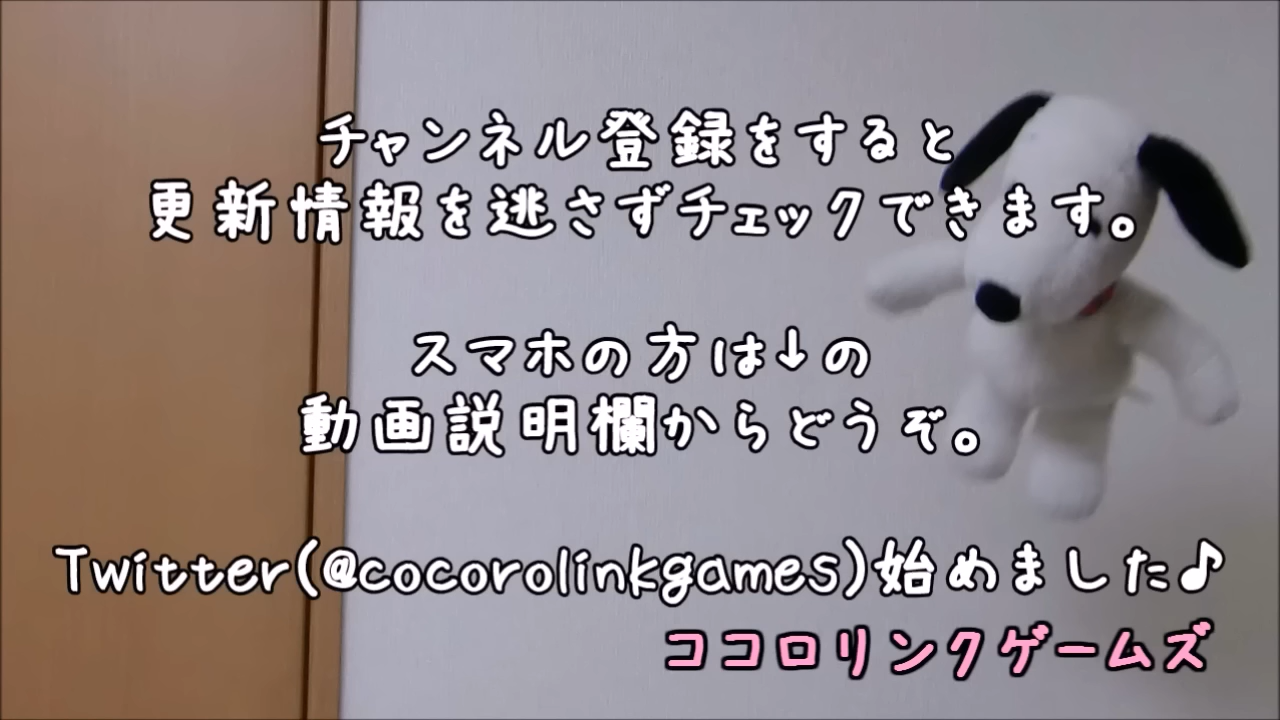 チャンネル登録をすると
更新情報を逃さずチェックできます。
スマホの方は↓の
動画説明欄からどうぞ。
Twitter(@cocorolinkgames)始めました♪
ココロリンクゲームズ